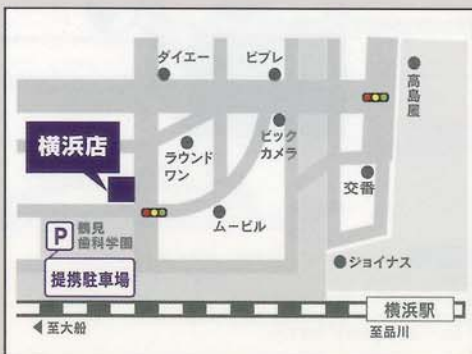 ダイエー
ビブレ
高島屋
横浜店
ラウンド
ワン
ビック
カメラ
交番
ムービル
P
鶴見
歯科学園
提携駐車場
ジョイナス
横浜駅
至大船
至品川